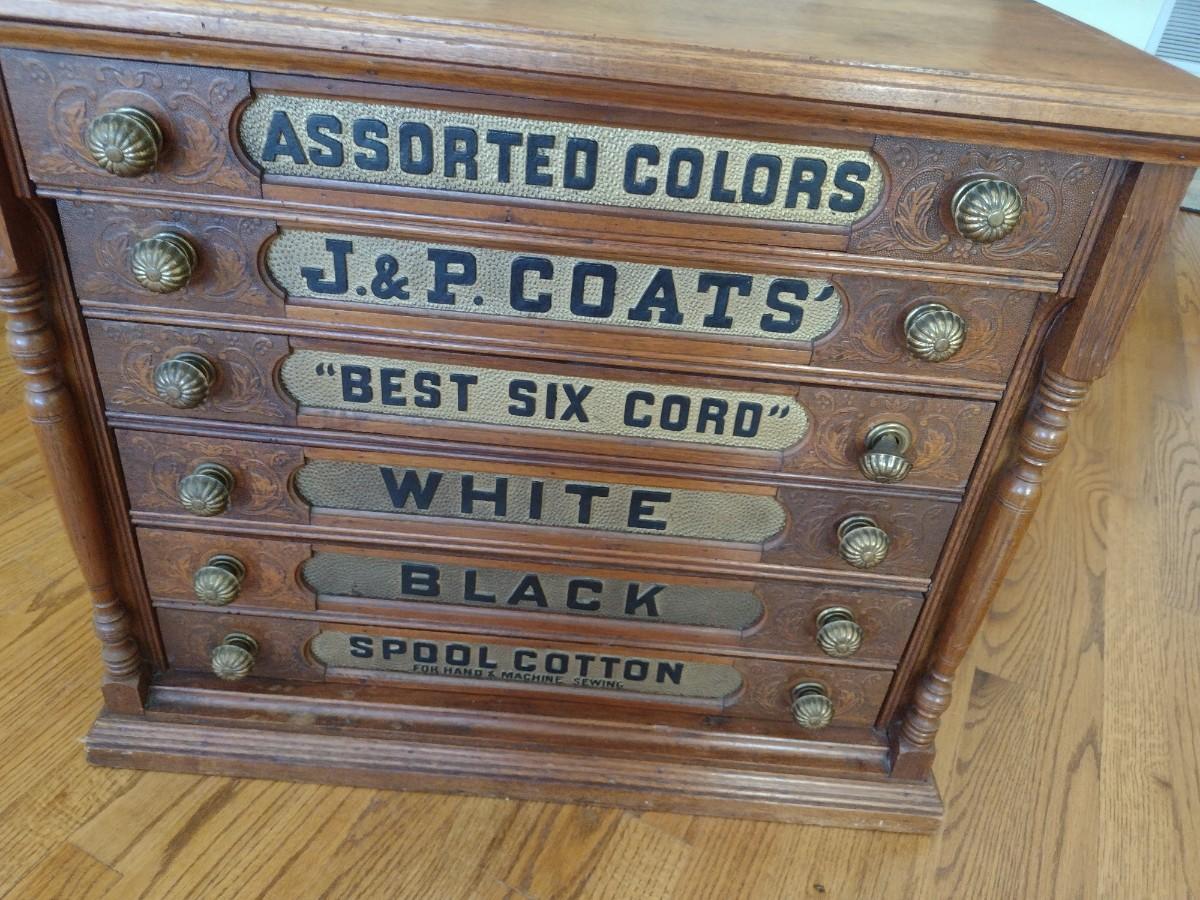 ASSORTED COLORS
J. & P. COATS'
"BEST SIX CORD"
WHITE
BLACK
SPOOL COTTON
FOR HAND & MACHINE SEWING